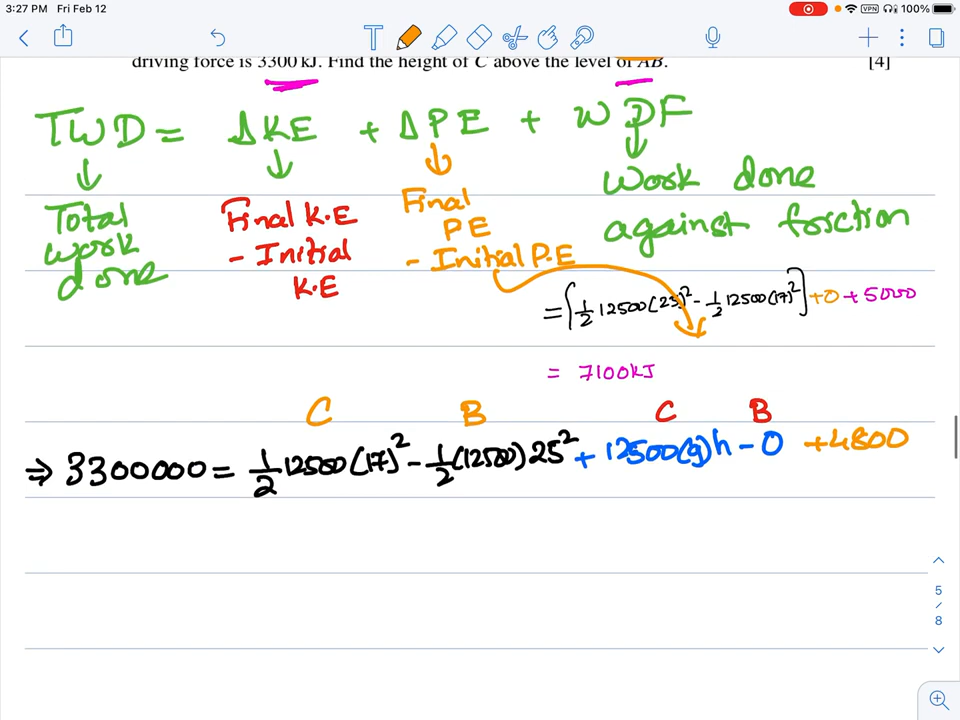 3:27 PM Fri Feb 12
VPN 100%
driving force is 3300 kJ. Find the height of C above the level of AB. [4]
TWD = ΔKE + ΔPE + WDF
Total work done
Final K.E - Initial K.E
Final PE - Initial P.E
Work done against friction
= [1/2 12500(25)² - 1/2 12500(17)²] + 0 + 5000
= 7100kJ
C B C B
⇒ 3300000 = 1/2 12500(17)² - 1/2 (12500) 25² + 12500(g)h - 0 + 4800
5
/
8